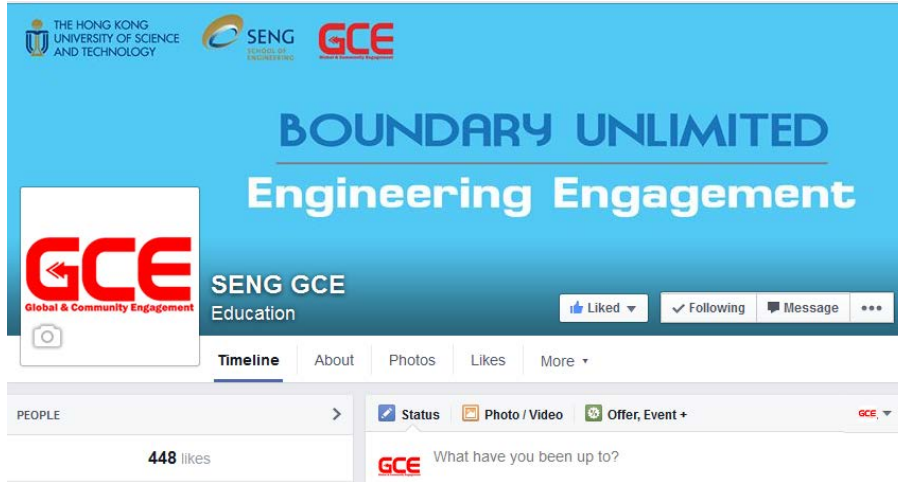 THE HONG KONG
UNIVERSITY OF SCIENCE
AND TECHNOLOGY
SENG
SCHOOL OF
ENGINEERING
GCE
Global & Community Engagement
BOUNDARY UNLIMITED
Engineering Engagement
GCE
Global & Community Engagement
SENG GCE
Education
Liked
Following
Message
•••
Timeline
About
Photos
Likes
More
PEOPLE
448 likes
Status
Photo / Video
Offer, Event +
GCE
GCE
What have you been up to?